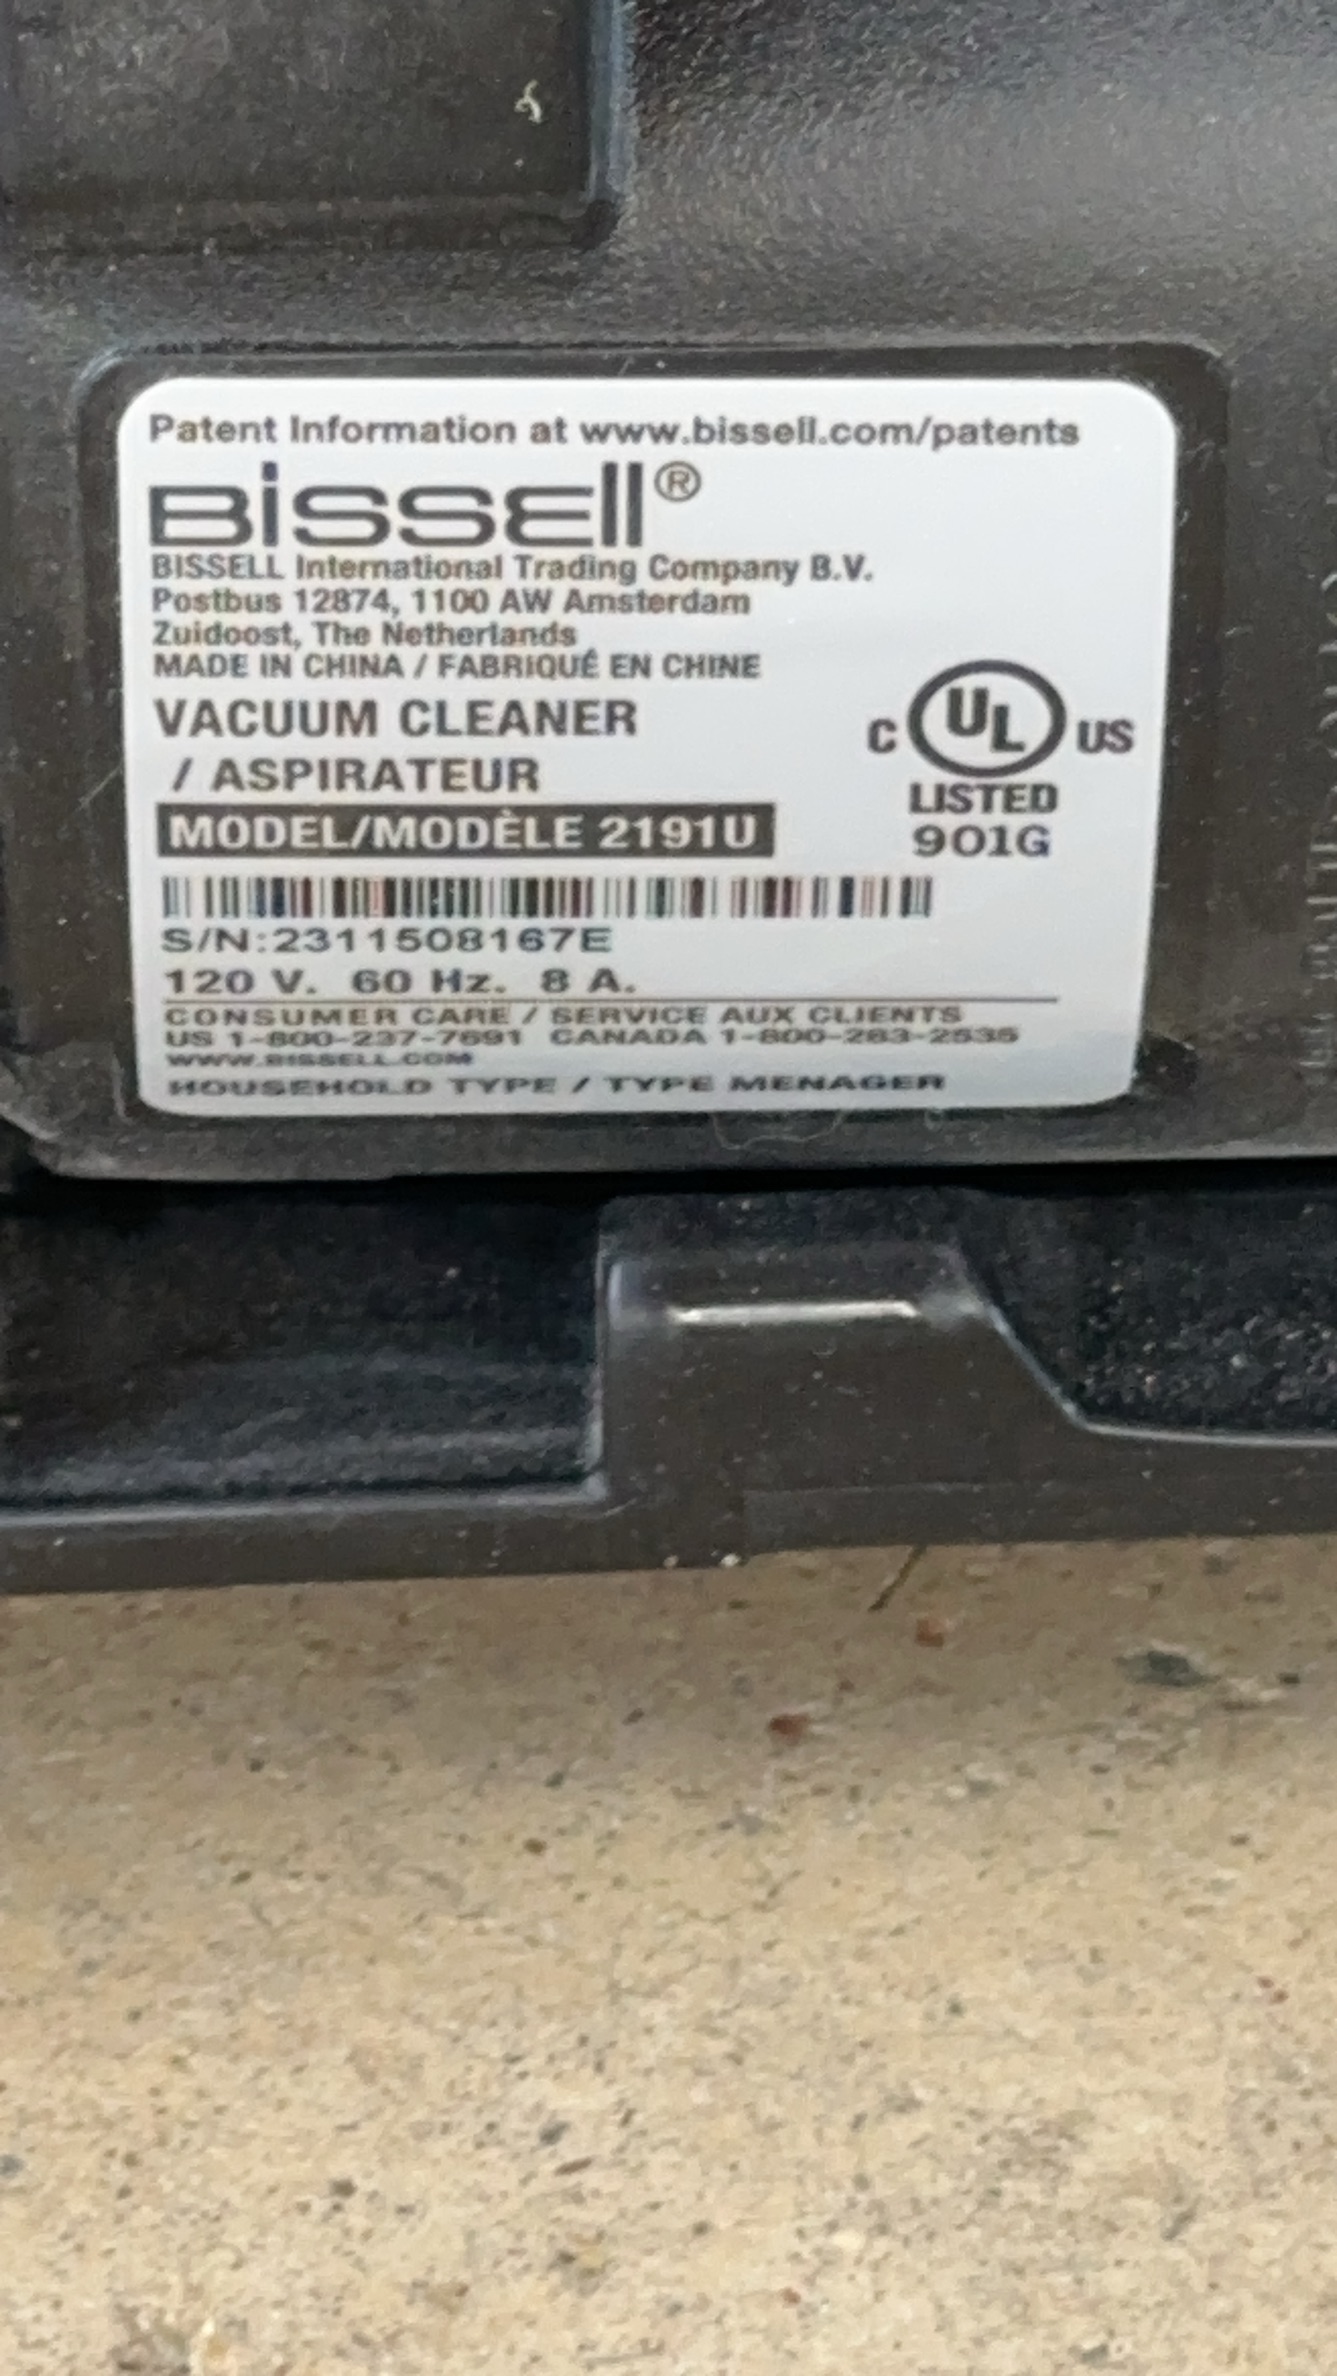 Patent Information at www.bissell.com/patents
BISSELL®
BISSELL International Trading Company B.V.
Postbus 12874, 1100 AW Amsterdam
Zuidoost, The Netherlands
MADE IN CHINA / FABRIQUÉ EN CHINE
VACUUM CLEANER
/ ASPIRATEUR
C UL US
LISTED
901G
MODEL/MODÈLE 2191U
S/N:2311508167E
120 V. 60 Hz. 8 A.
CONSUMER CARE / SERVICE AUX CLIENTS
US 1-800-237-7691 CANADA 1-800-263-2535
WWW.BISSELL.COM
HOUSEHOLD TYPE / TYPE MENAGER